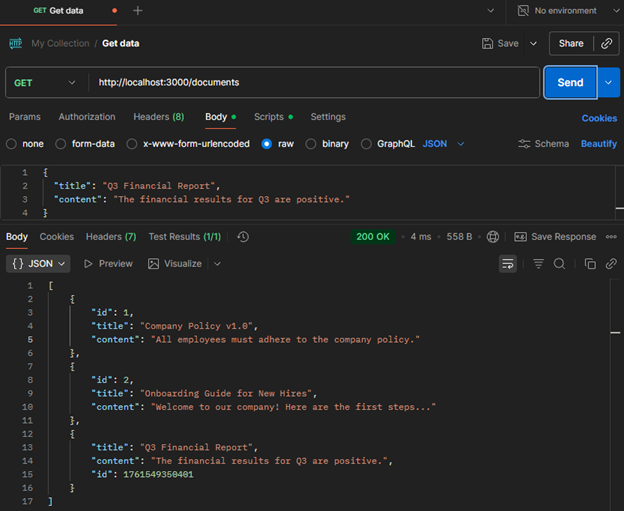 GET Get data
No environment
HTTP My Collection / Get data
Save
Share
GET
http://localhost:3000/documents
Send
Params Authorization Headers (8) Body Scripts Settings
Cookies
none form-data x-www-form-urlencoded raw binary GraphQL JSON
Schema Beautify
1 {
2 "title": "Q3 Financial Report",
3 "content": "The financial results for Q3 are positive."
4 }
Body Cookies Headers (7) Test Results (1/1)
200 OK • 4 ms • 558 B
Save Response
{} JSON Preview Visualize
1 [
2 {
3 "id": 1,
4 "title": "Company Policy v1.0",
5 "content": "All employees must adhere to the company policy."
6 },
7 {
8 "id": 2,
9 "title": "Onboarding Guide for New Hires",
10 "content": "Welcome to our company! Here are the first steps..."
11 },
12 {
13 "title": "Q3 Financial Report",
14 "content": "The financial results for Q3 are positive.",
15 "id": 1761549350401
16 }
17 ]